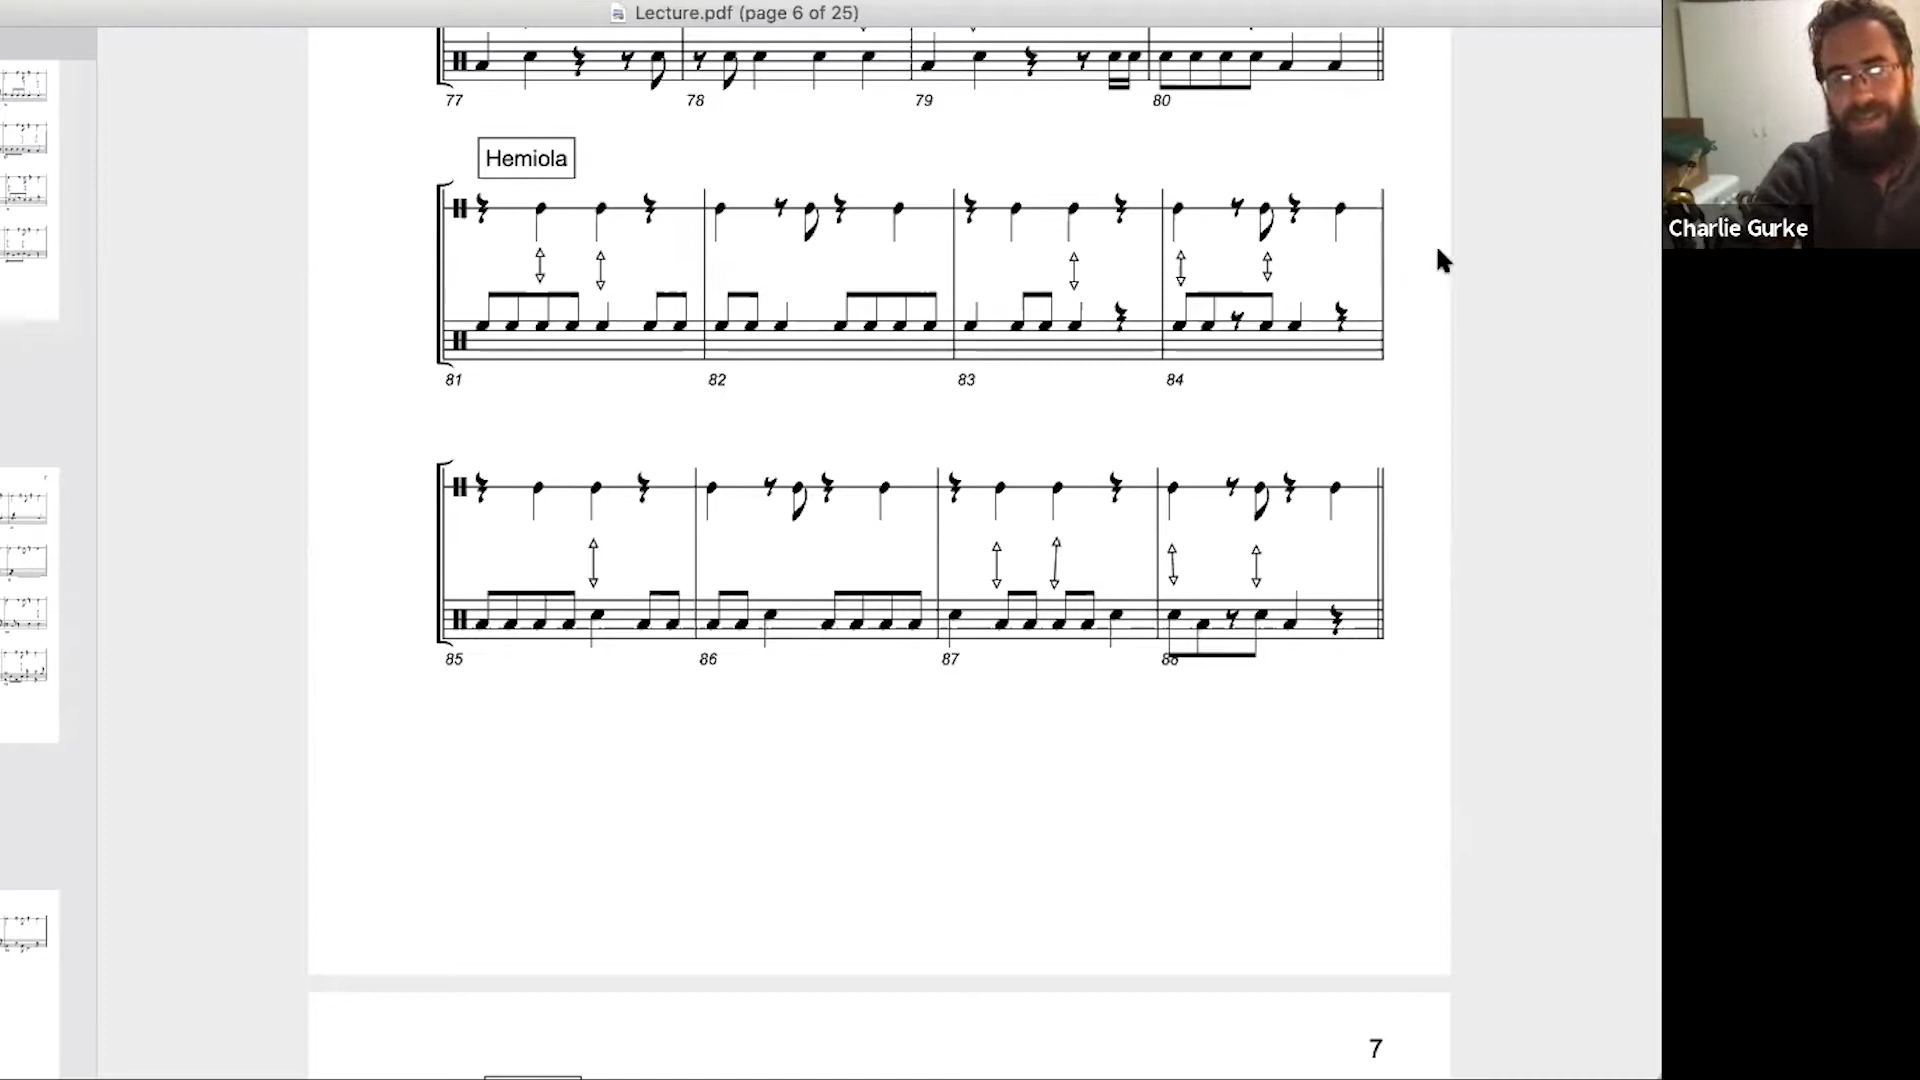 Lecture.pdf (page 6 of 25)
77 78 79 80
Hemiola
81 82 83 84
85 86 87 88
7
Charlie Gurke